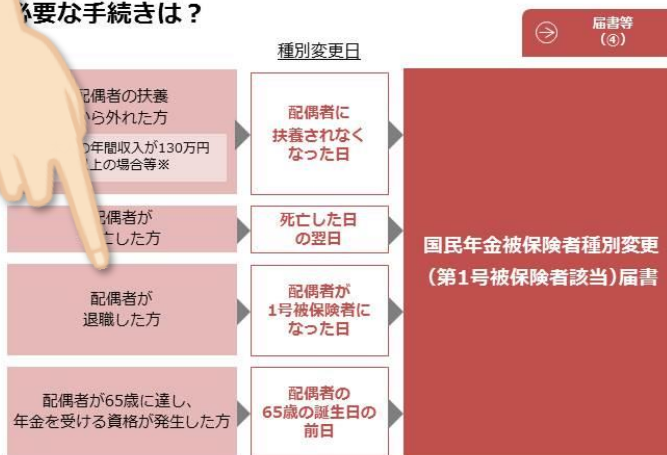 必要な手続きは？
届書等
（④）
種別変更日
配偶者の扶養
から外れた方
の年間収入が130万円
上の場合等※
配偶者に
扶養されなく
なった日
配偶者が
亡した方
死亡した日
の翌日
国民年金被保険者種別変更
（第1号被保険者該当）届書
配偶者が
退職した方
配偶者が
1号被保険者に
なった日
配偶者が65歳に達し、
年金を受ける資格が発生した方
配偶者の
65歳の誕生日の
前日